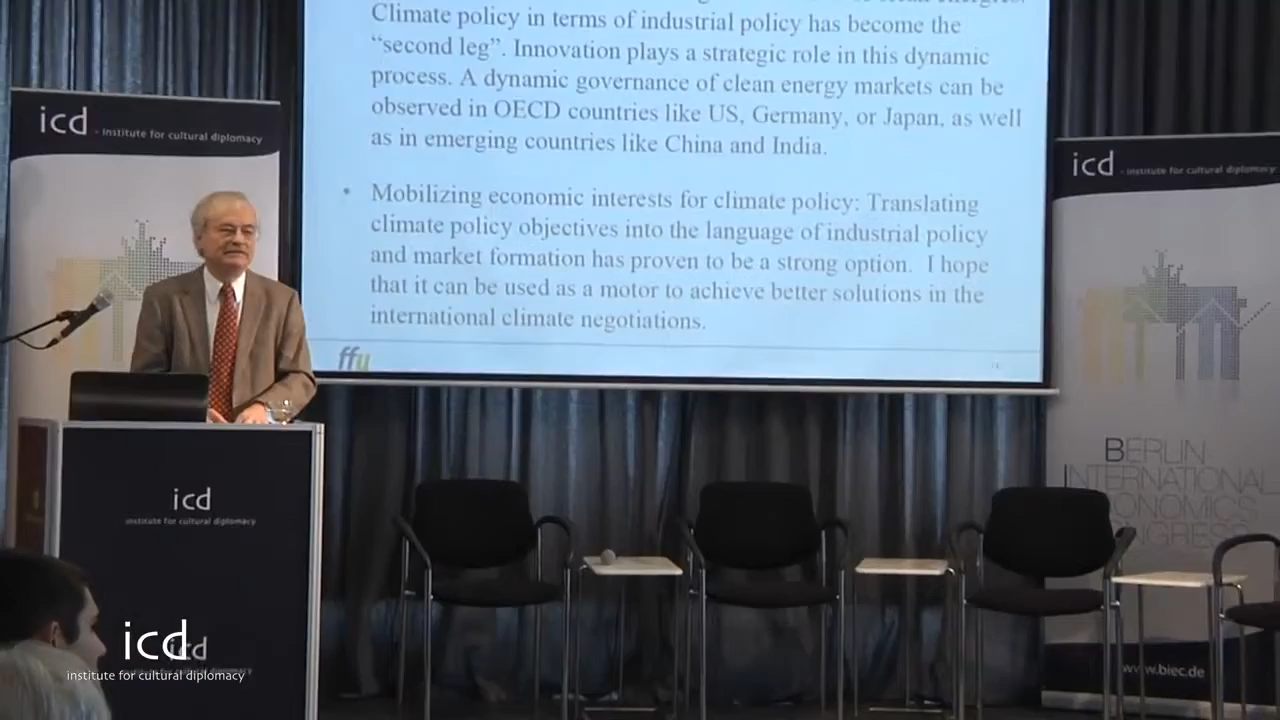 Climate policy in terms of industrial policy has become the
“second leg”. Innovation plays a strategic role in this dynamic
process. A dynamic governance of clean energy markets can be
observed in OECD countries like US, Germany, or Japan, as well
as in emerging countries like China and India.
• Mobilizing economic interests for climate policy: Translating
climate policy objectives into the language of industrial policy
and market formation has proven to be a strong option. I hope
that it can be used as a motor to achieve better solutions in the
international climate negotiations.
ffu
icd - institute for cultural diplomacy
icd - institute for cultural diplomacy
BERLIN
INTERNATIONAL
www.biec.de
icd
institute for cultural diplomacy
icd
institute for cultural diplomacy